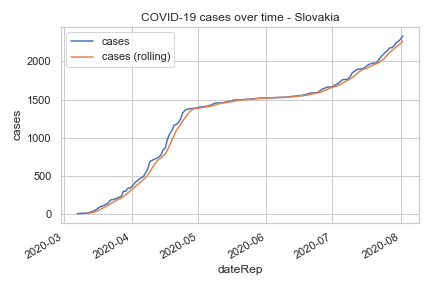 COVID-19 cases over time - Slovakia
cases
cases (rolling)
2000
1500
1000
500
0
cases
2020-03
2020-04
2020-05
2020-06
2020-07
2020-08
dateRep